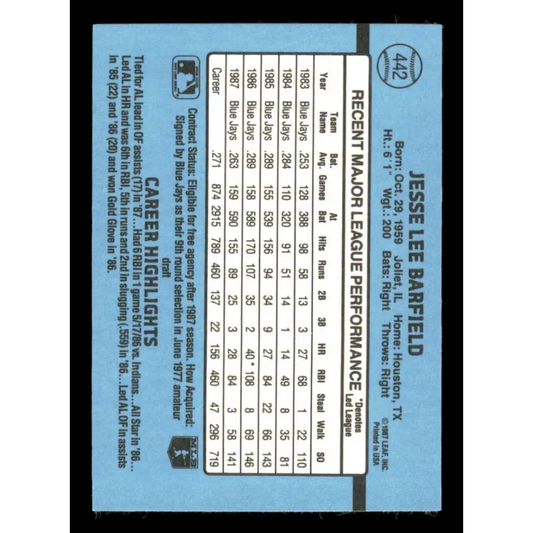 442
JESSE LEE BARFIELD
Born: Oct. 29, 1959 Joliet, IL Home: Houston, TX
Ht.: 6'1" Wgt.: 200 Bats: Right Throws: Right
©1987 LEAF, INC.
Printed in USA
RECENT MAJOR LEAGUE PERFORMANCE
*Denotes
Led League
Team Bat. At
Year Name Avg. Games Bat Hits Runs 2B 3B HR RBI Steal Walk SO
1983 Blue Jays .253 128 388 98 58 13 3 27 68 2 22 110
1984 Blue Jays .284 110 320 91 51 14 1 14 49 8 35 81
1985 Blue Jays .289 155 539 156 94 34 9 27 84 22 66 143
1986 Blue Jays .289 158 589 170 107 35 2 40* 108 8 69 146
1987 Blue Jays .263 159 590 155 89 25 3 28 84 3 58 141
Career .271 874 2915 789 460 137 22 156 460 47 296 719
Contract Status: Eligible for free agency after 1987 season. How Acquired:
Signed by Blue Jays as their 9th round selection in June 1977 amateur
draft
CAREER HIGHLIGHTS
Tied for AL lead in OF assists (17) in '87...Had 6 RBI in 1 game 5/17/86 vs. Indians...All Star in '86...
Led AL in HR and was 6th in RBI, 5th in runs and 2nd in slugging (.559) in '86...Led AL OF in assists
in '85 (22) and '86 (20) and won Gold Glove in '86.